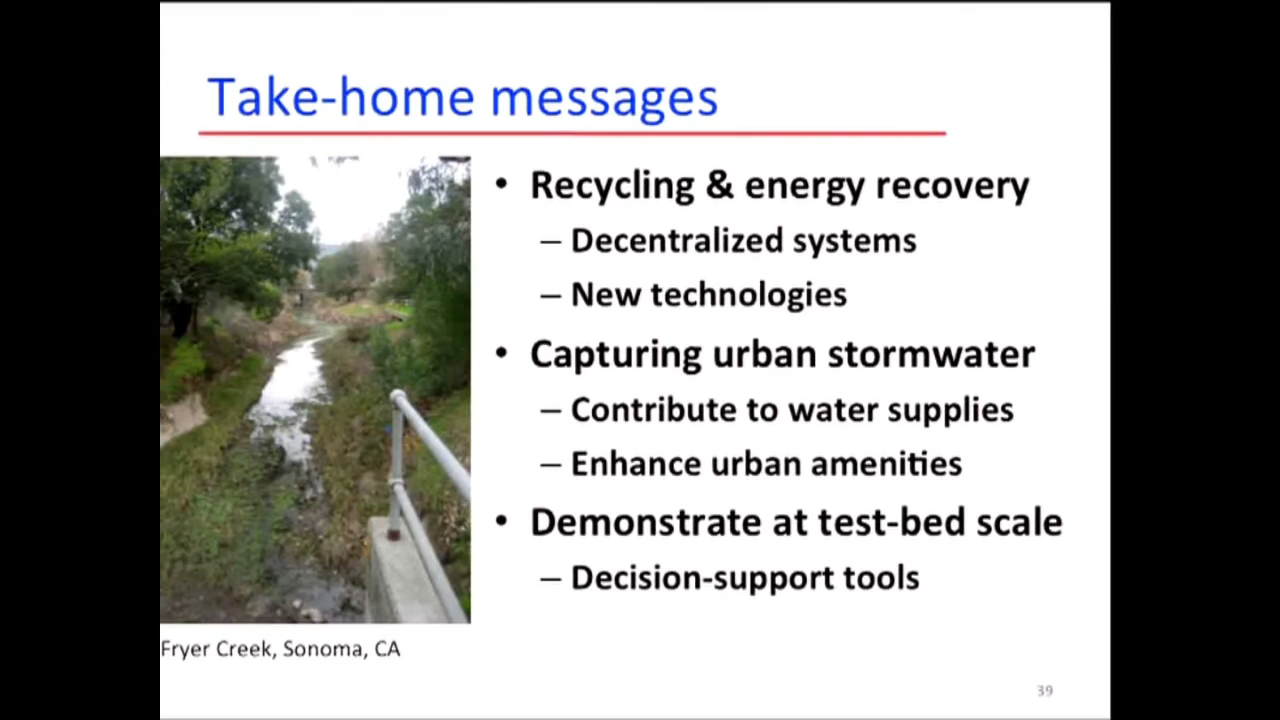 Take-home messages
• Recycling & energy recovery
– Decentralized systems
– New technologies
• Capturing urban stormwater
– Contribute to water supplies
– Enhance urban amenities
• Demonstrate at test-bed scale
– Decision-support tools
Fryer Creek, Sonoma, CA
39